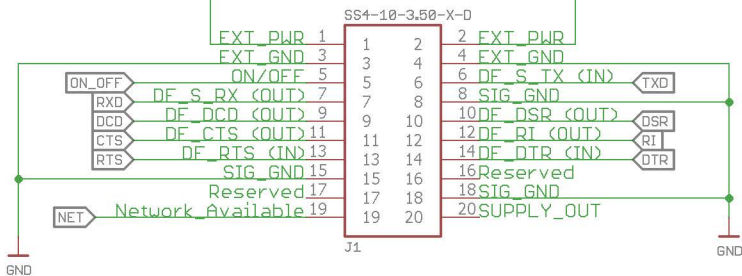 SS4-10-3.50-X-D
EXT_PWR 1 1 2 2 EXT_PWR
EXT_GND 3 3 4 4 EXT_GND
ON_OFF ON/OFF 5 5 6 6 DF_S_TX (IN) TXD
RXD DF_S_RX (OUT) 7 7 8 8 SIG_GND
DCD DF_DCD (OUT) 9 9 10 10 DF_DSR (OUT) DSR
CTS DF_CTS (OUT) 11 11 12 12 DF_RI (OUT) RI
RTS DF_RTS (IN) 13 13 14 14 DF_DTR (IN) DTR
SIG_GND 15 15 16 16 Reserved
Reserved 17 17 18 18 SIG_GND
NET Network_Available 19 19 20 20 SUPPLY_OUT
J1
GND GND